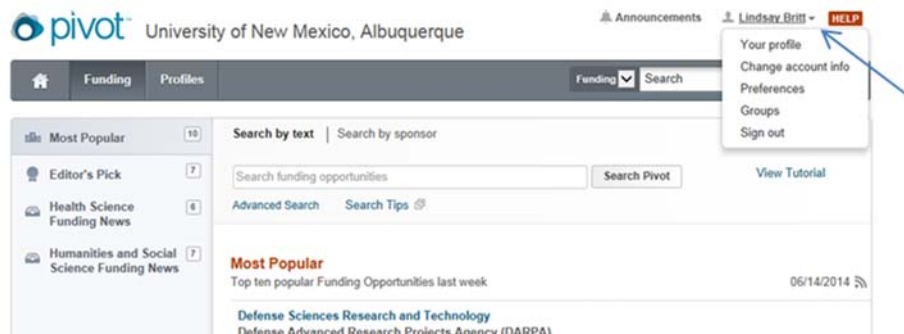 pivot University of New Mexico, Albuquerque
Announcements
Lindsay Britt
HELP
Your profile
Change account info
Preferences
Groups
Sign out
Funding
Profiles
Funding
Search
Most Popular 10
Editor's Pick 7
Health Science 6
Funding News
Humanities and Social 7
Science Funding News
Search by text | Search by sponsor
Search funding opportunities
Search Pivot
View Tutorial
Advanced Search
Search Tips
Most Popular
Top ten popular Funding Opportunities last week
06/14/2014
Defense Sciences Research and Technology
Defense Advanced Research Projects Agency (DARPA)